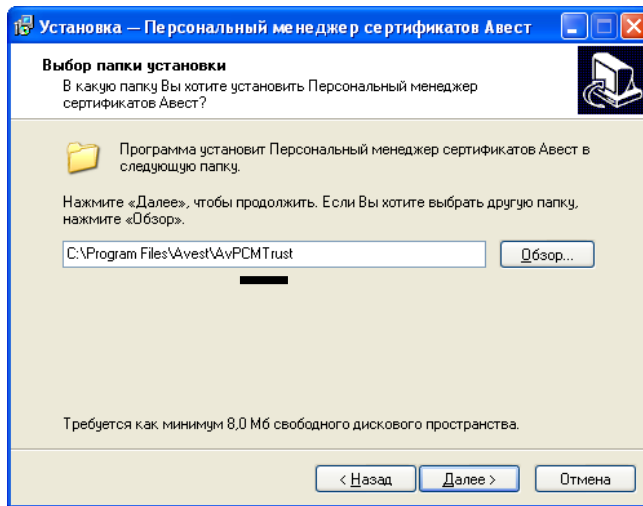 Установка — Персональный менеджер сертификатов Авест
Выбор папки установки
В какую папку Вы хотите установить Персональный менеджер
сертификатов Авест?
Программа установит Персональный менеджер сертификатов Авест в
следующую папку.
Нажмите «Далее», чтобы продолжить. Если Вы хотите выбрать другую папку,
нажмите «Обзор».
C:\Program Files\Avest\AvPCMTrust
Обзор...
Требуется как минимум 8,0 Мб свободного дискового пространства.
< Назад
Далее >
Отмена